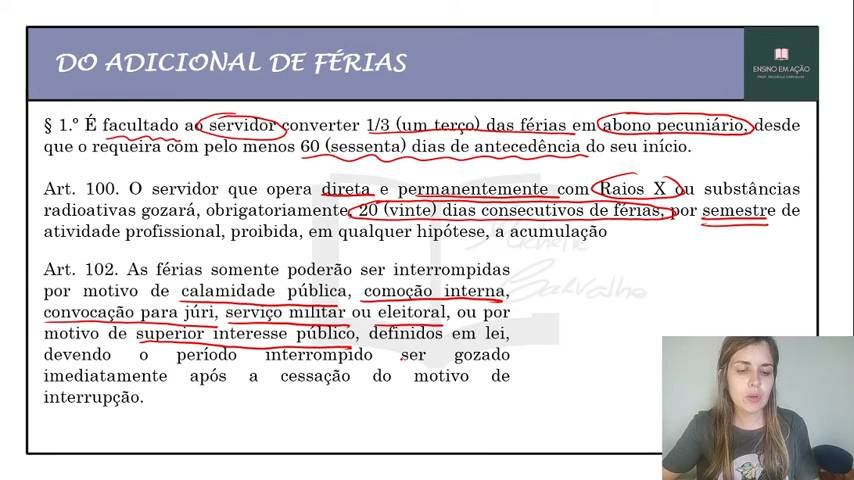 DO ADICIONAL DE FÉRIAS
ENSINO EM AÇÃO
PROF. MICHELLE CARVALHO
§ 1.º É facultado ao servidor converter 1/3 (um terço) das férias em abono pecuniário, desde
que o requeira com pelo menos 60 (sessenta) dias de antecedência do seu início.
Art. 100. O servidor que opera direta e permanentemente com Raios X ou substâncias
radioativas gozará, obrigatoriamente, 20 (vinte) dias consecutivos de férias, por semestre de
atividade profissional, proibida, em qualquer hipótese, a acumulação
Michelle
Carvalho
Art. 102. As férias somente poderão ser interrompidas
por motivo de calamidade pública, comoção interna,
convocação para júri, serviço militar ou eleitoral, ou por
motivo de superior interesse público, definidos em lei,
devendo o período interrompido ser gozado
imediatamente após a cessação do motivo de
interrupção.